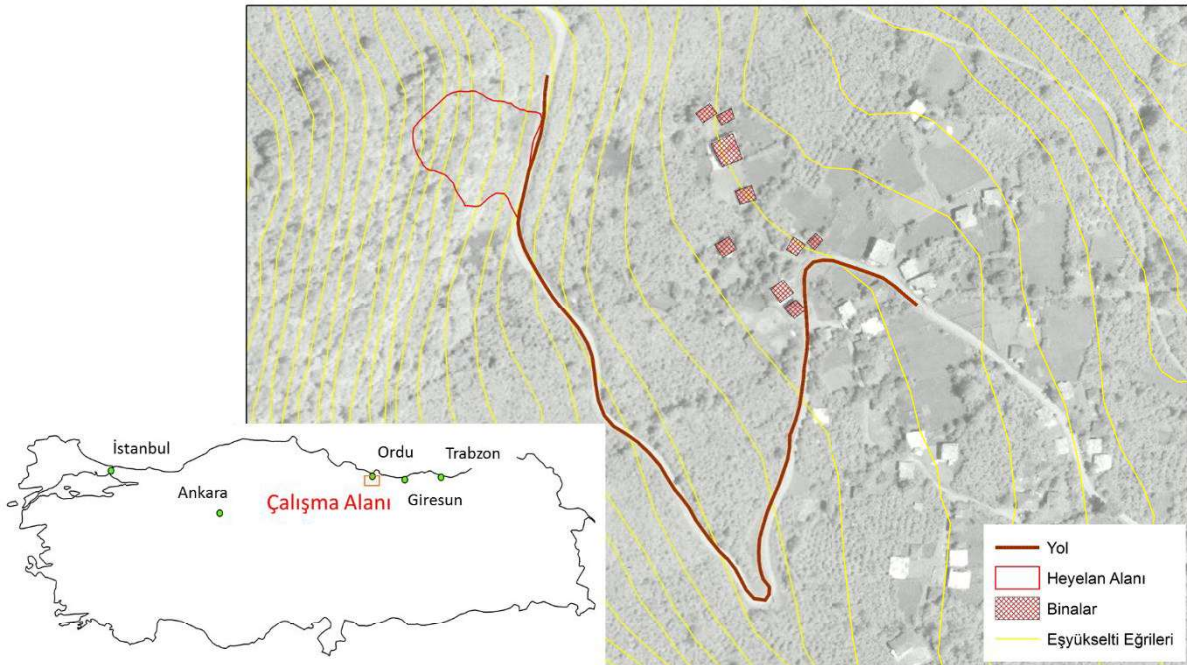 İstanbul
Ordu
Trabzon
Ankara
Çalışma Alanı
Giresun
Yol
Heyelan Alanı
Binalar
Eşyükselti Eğrileri